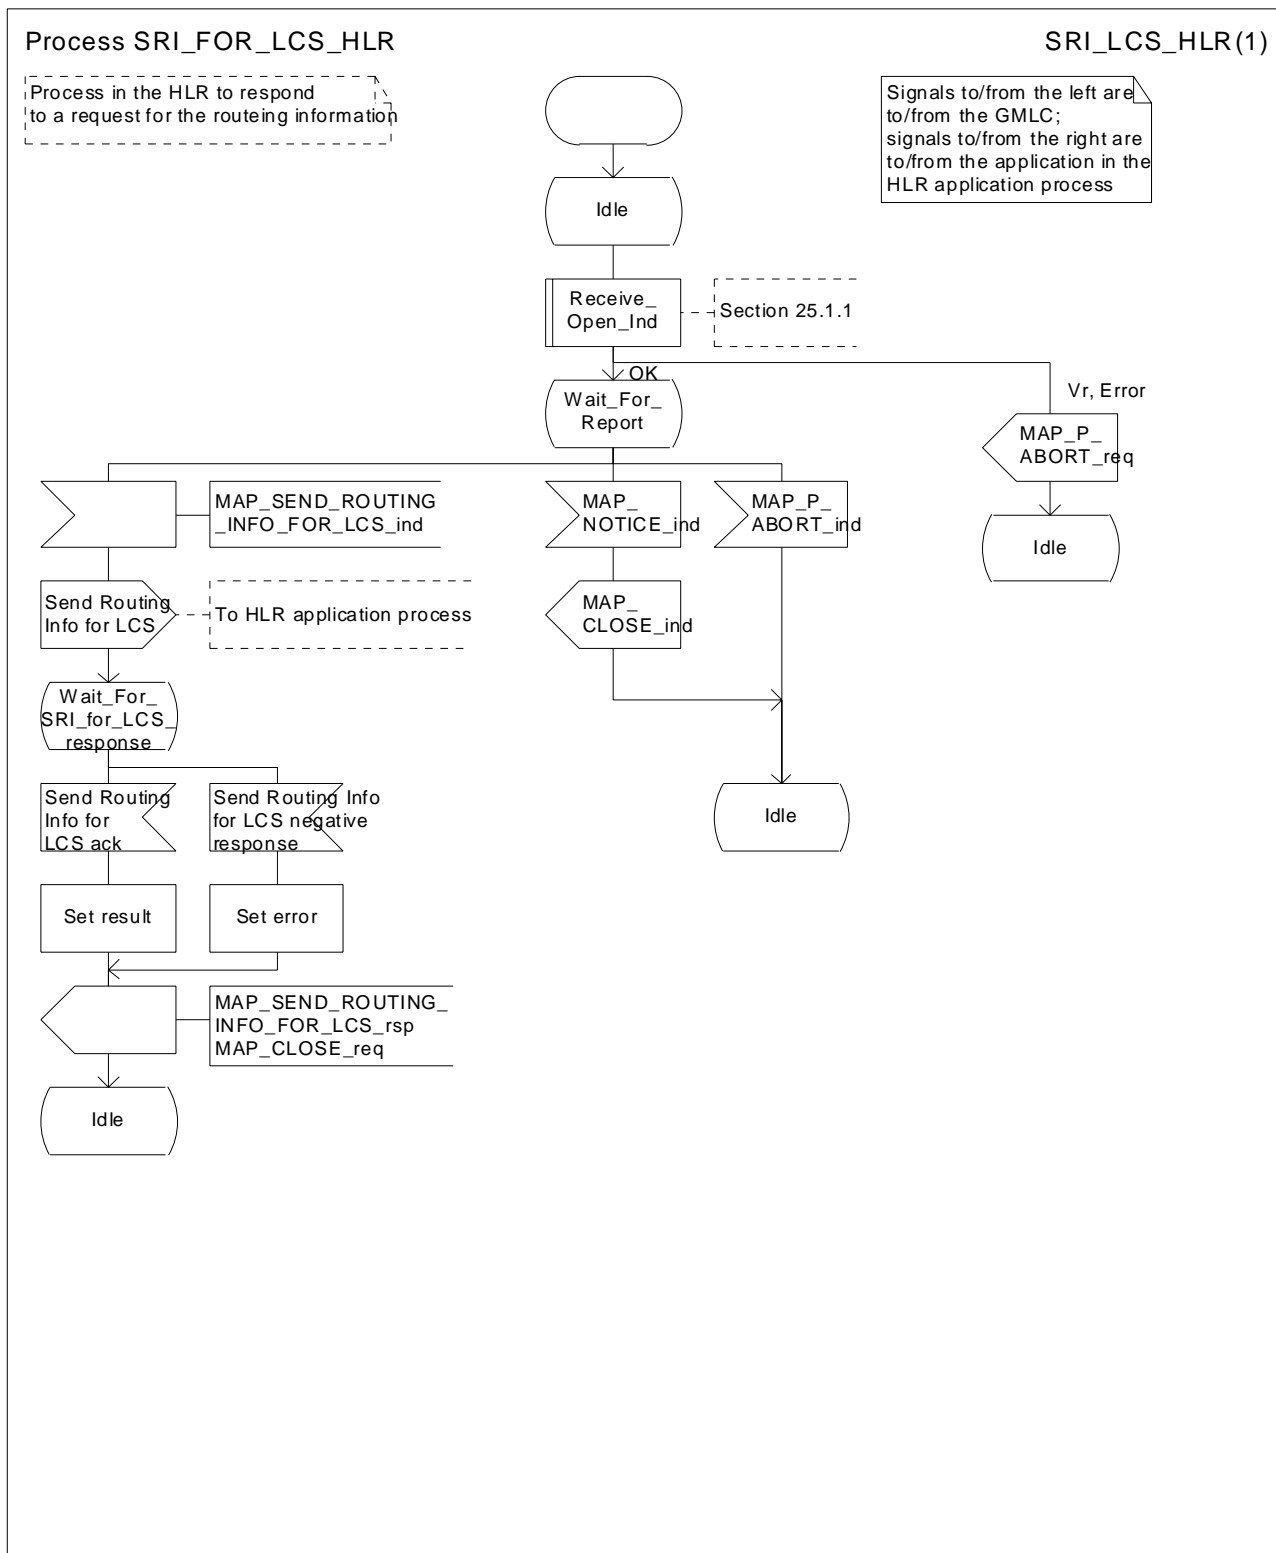 Process SRI_FOR_LCS_HLR
SRI_LCS_HLR(1)
Process in the HLR to respond
to a request for the routeing information
Signals to/from the left are
to/from the GMLC;
signals to/from the right are
to/from the application in the
HLR application process
Idle
Receive_
Open_Ind
Section 25.1.1
OK
Vr, Error
Wait_For_
Report
MAP_P_
ABORT_req
Idle
MAP_SEND_ROUTING
_INFO_FOR_LCS_ind
MAP_
NOTICE_ind
MAP_P_
ABORT_ind
Send Routing
Info for LCS
To HLR application process
MAP_
CLOSE_ind
Wait_For_
SRI_for_LCS_
response
Send Routing
Info for
LCS ack
Send Routing Info
for LCS negative
response
Idle
Set result
Set error
MAP_SEND_ROUTING_
INFO_FOR_LCS_rsp
MAP_CLOSE_req
Idle